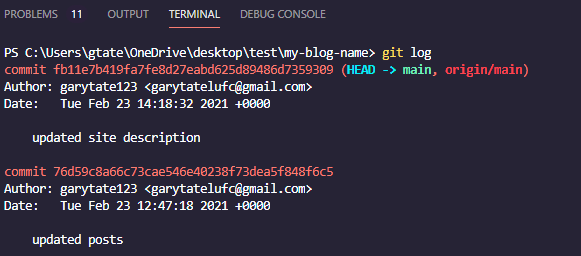 PROBLEMS 11 OUTPUT TERMINAL DEBUG CONSOLE
PS C:\Users\gtate\OneDrive\desktop\test\my-blog-name> git log
commit fb11e7b419fa7fe8d27eabd625d89486d7359309 (HEAD -> main, origin/main)
Author: garytate123 <garytatelufc@gmail.com>
Date:   Tue Feb 23 14:18:32 2021 +0000
    updated site description
commit 76d59c8a66c73cae546e40238f73dea5f848f6c5
Author: garytate123 <garytatelufc@gmail.com>
Date:   Tue Feb 23 12:47:18 2021 +0000
    updated posts